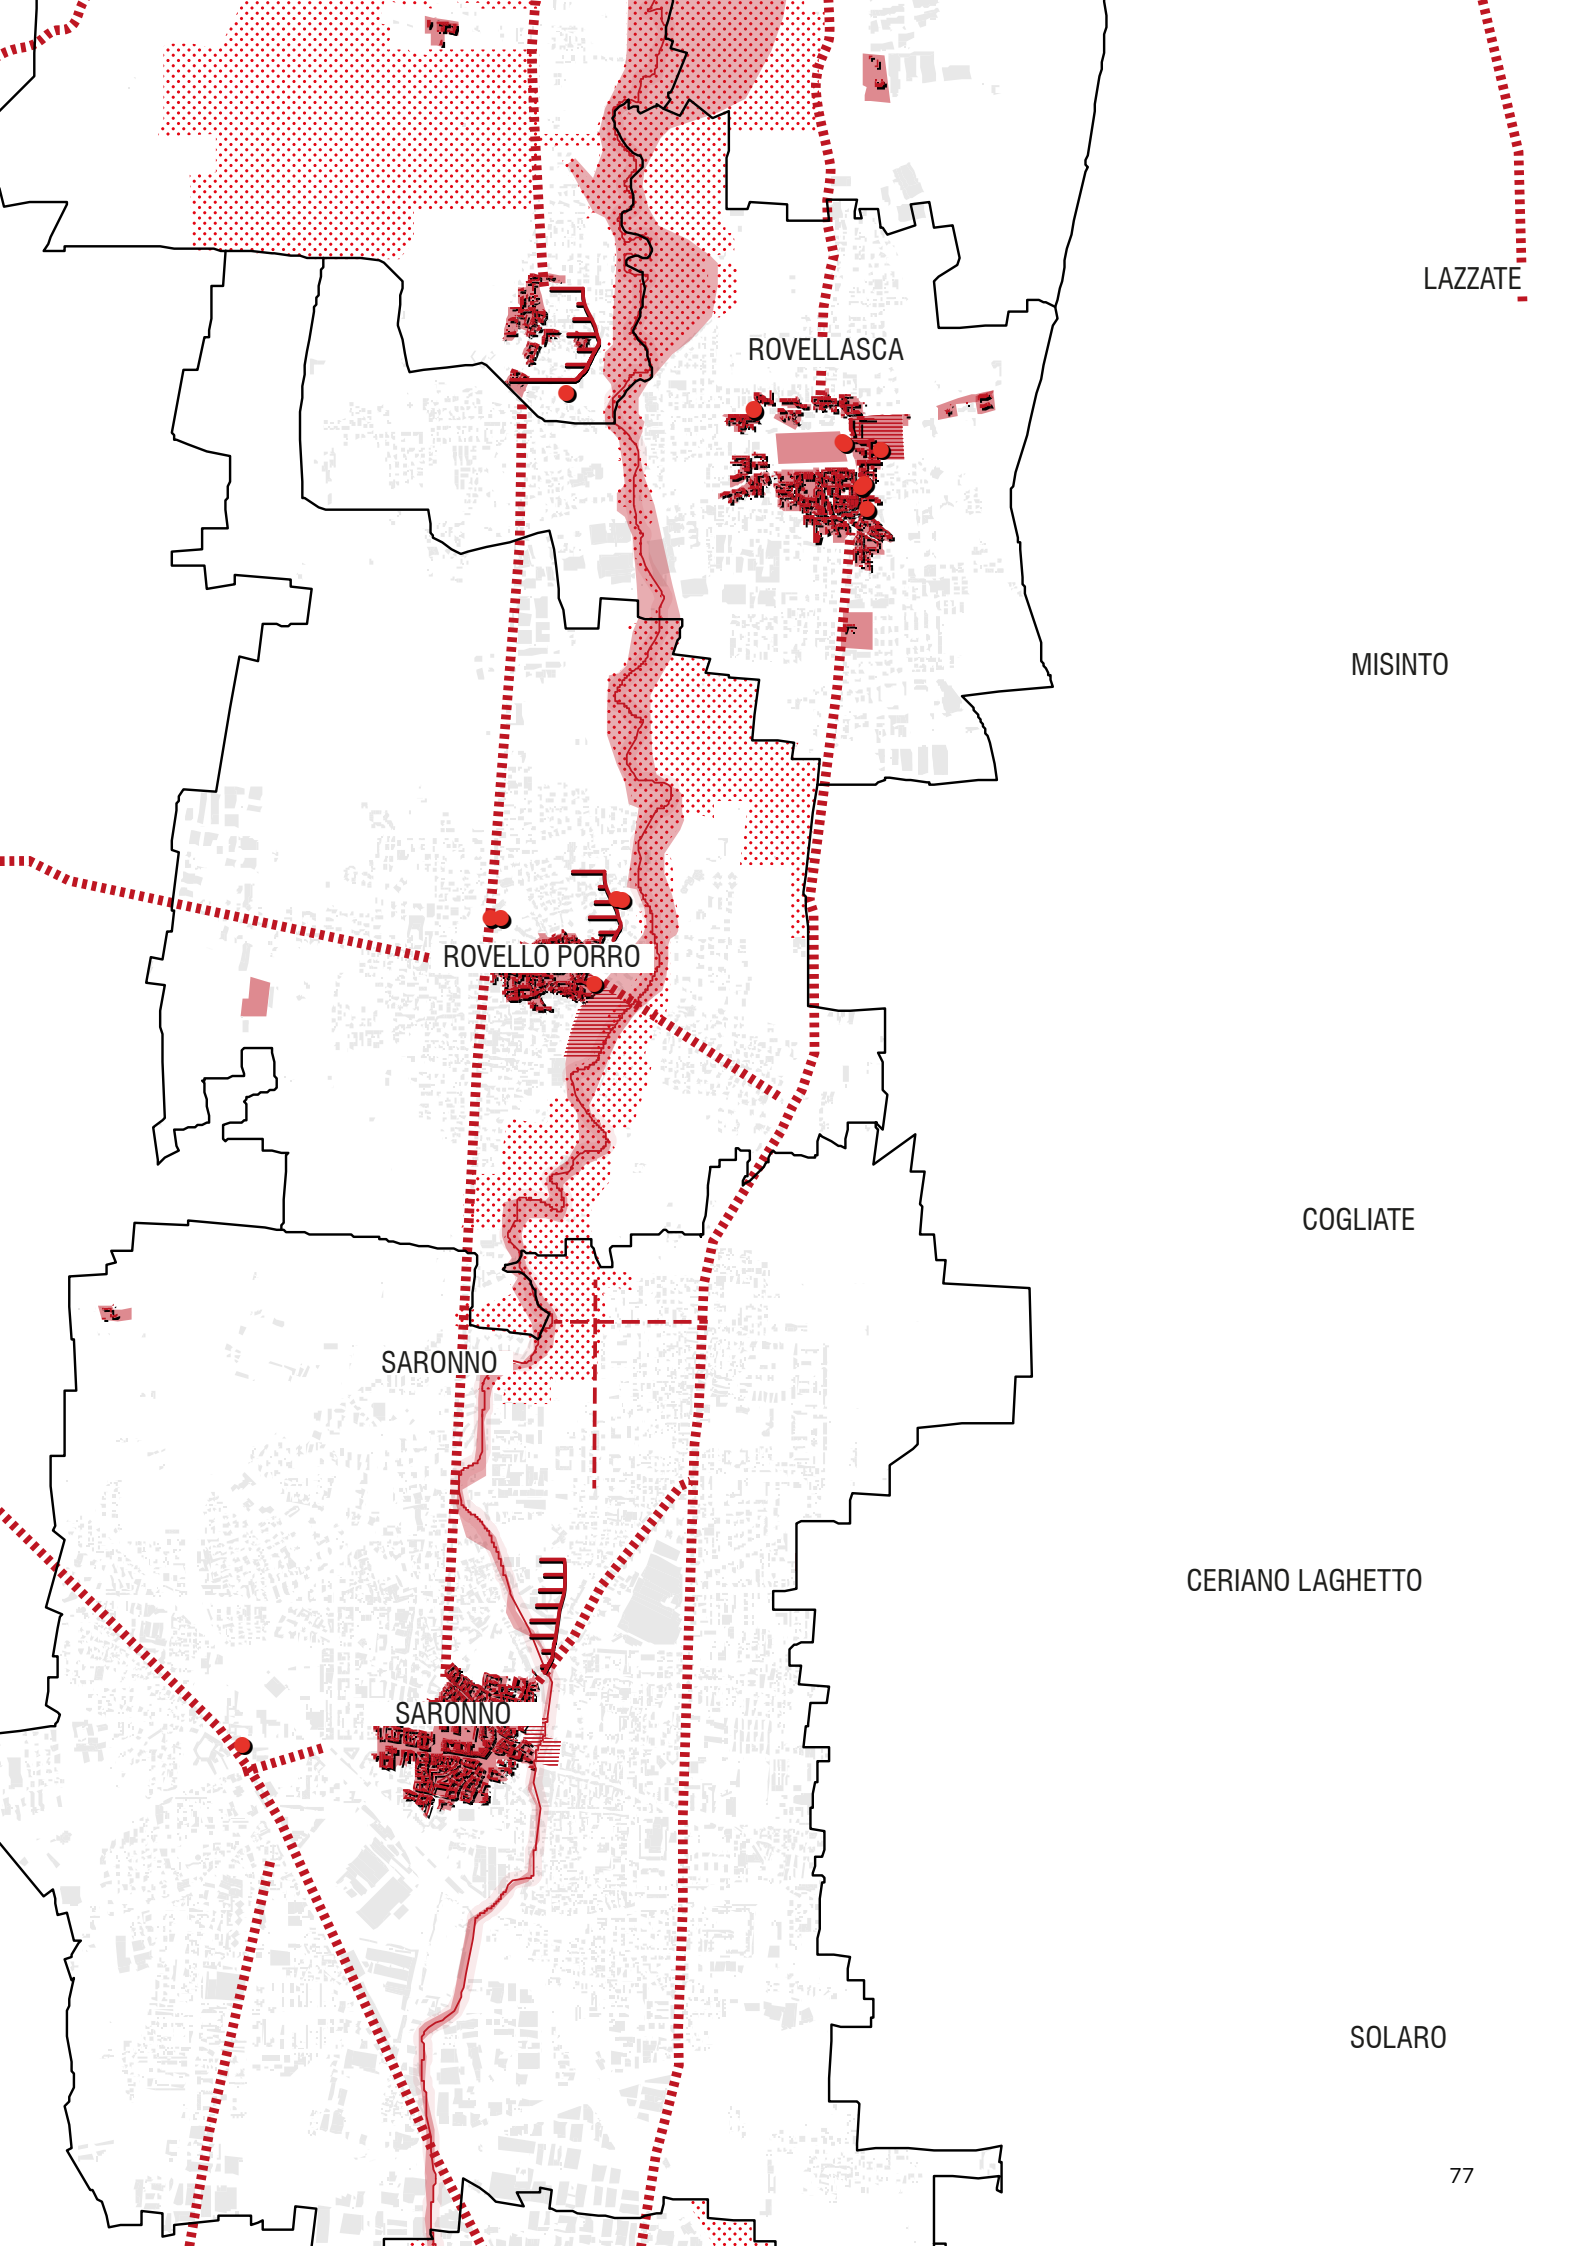 LAZZATE
ROVELLASCA
MISINTO
ROVELLO PORRO
COGLIATE
SARONNO
CERIANO LAGHETTO
SARONNO
SOLARO
77